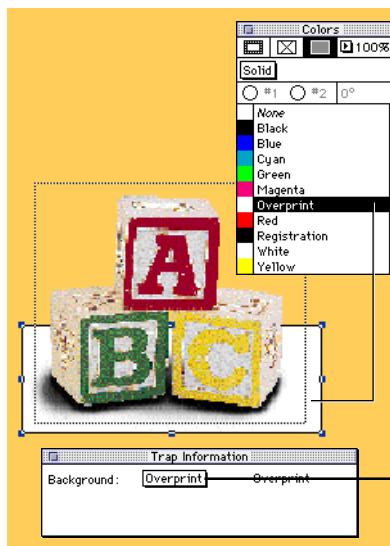 Colors
100%
Solid
#1 #2 0°
None
Black
Blue
Cyan
Green
Magenta
Overprint
Red
Registration
White
Yellow
A
B C
Trap Information
Background: Overprint Overprint